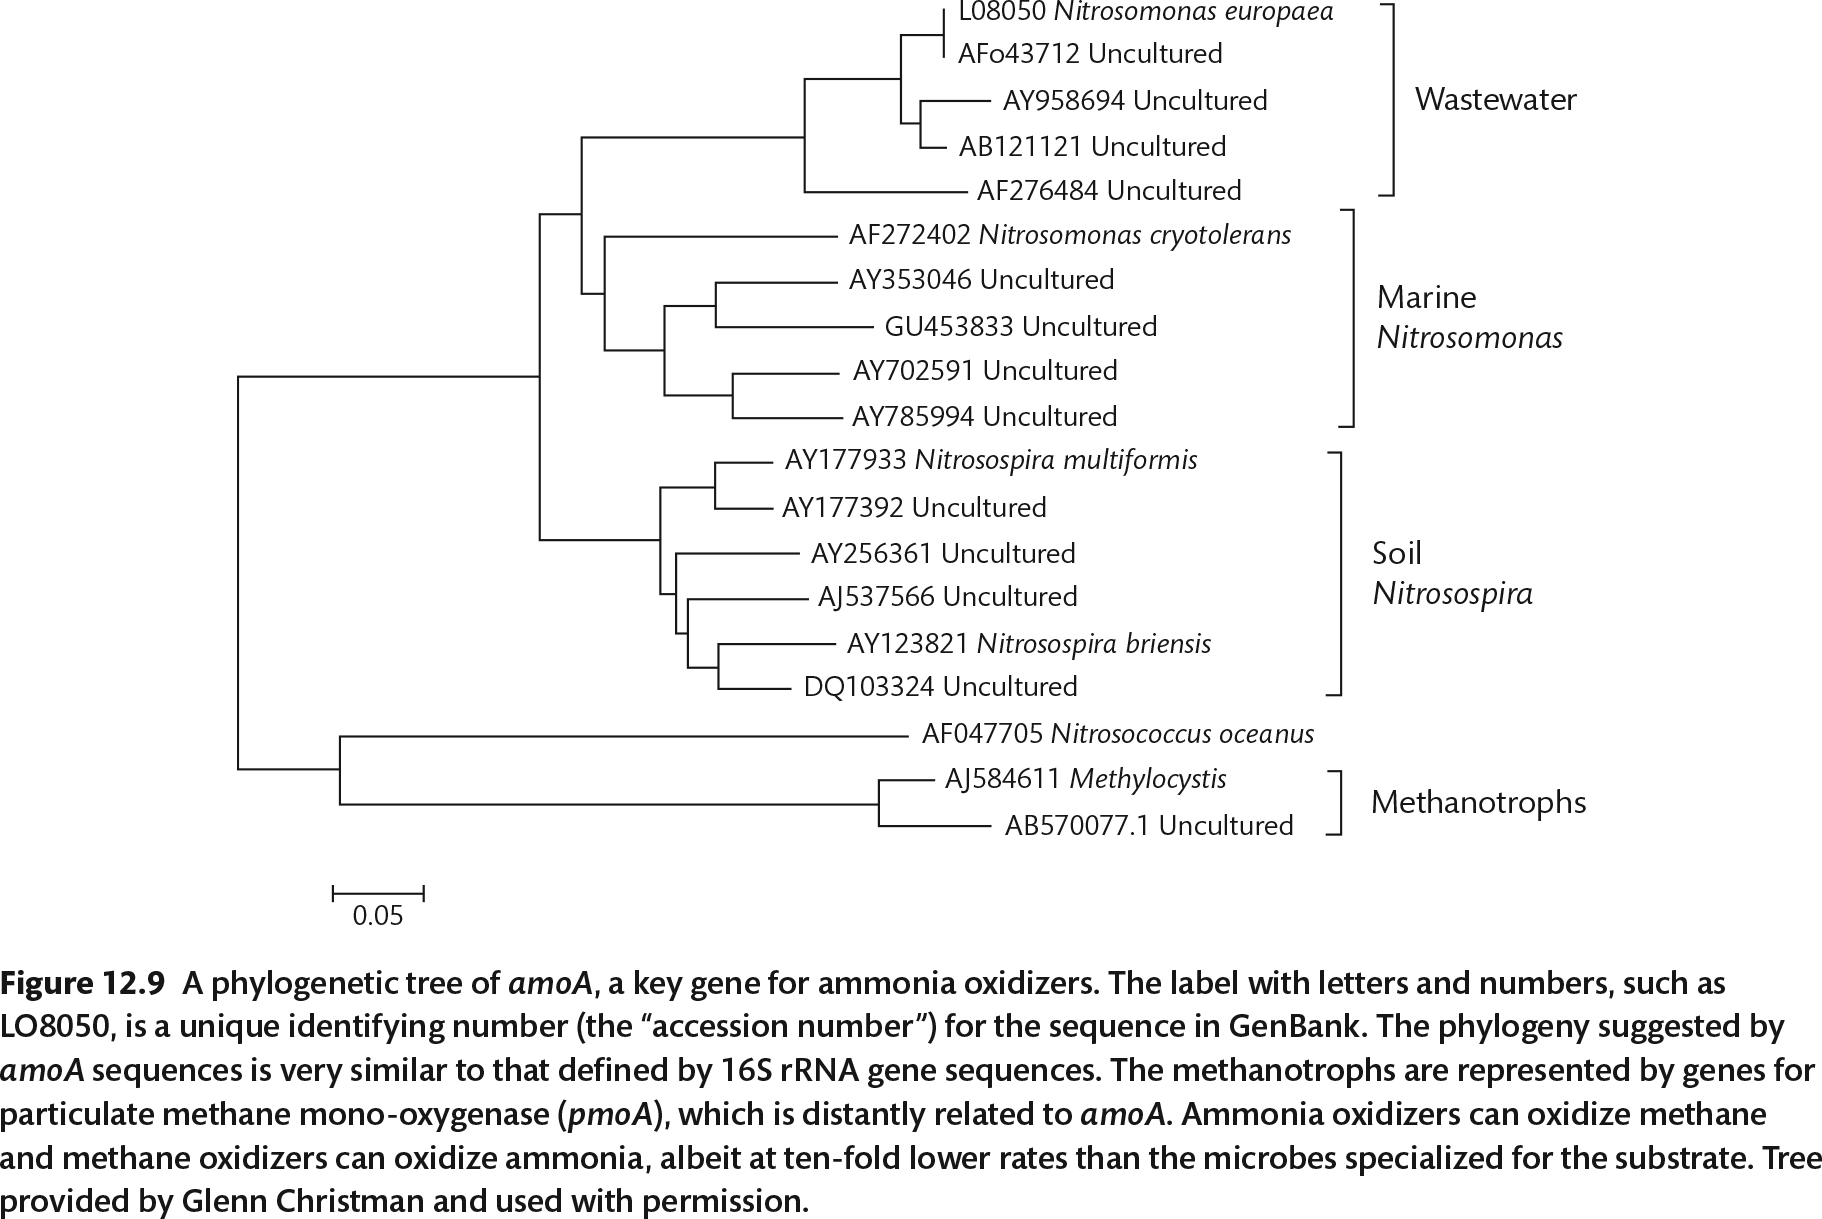 L08050 Nitrosomonas europaea
AFo43712 Uncultured
AY958694 Uncultured
AB121121 Uncultured
AF276484 Uncultured
Wastewater
AF272402 Nitrosomonas cryotolerans
AY353046 Uncultured
GU453833 Uncultured
AY702591 Uncultured
AY785994 Uncultured
Marine
Nitrosomonas
AY177933 Nitrosospira multiformis
AY177392 Uncultured
AY256361 Uncultured
AJ537566 Uncultured
AY123821 Nitrosospira briensis
DQ103324 Uncultured
Soil
Nitrosospira
AF047705 Nitrosococcus oceanus
AJ584611 Methylocystis
AB570077.1 Uncultured
Methanotrophs
0.05
Figure 12.9 A phylogenetic tree of amoA, a key gene for ammonia oxidizers. The label with letters and numbers, such as
LO8050, is a unique identifying number (the “accession number”) for the sequence in GenBank. The phylogeny suggested by
amoA sequences is very similar to that defined by 16S rRNA gene sequences. The methanotrophs are represented by genes for
particulate methane mono-oxygenase (pmoA), which is distantly related to amoA. Ammonia oxidizers can oxidize methane
and methane oxidizers can oxidize ammonia, albeit at ten-fold lower rates than the microbes specialized for the substrate. Tree
provided by Glenn Christman and used with permission.